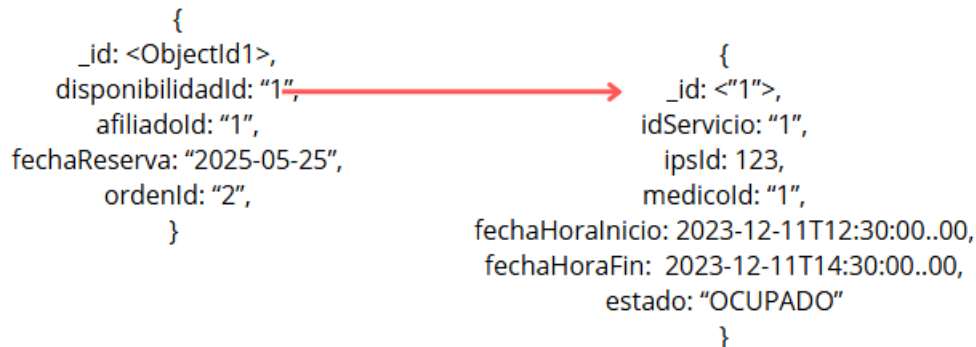 {
_id: <ObjectId1>,
disponibilidadId: “1”,
afiliadoId: “1”,
fechaReserva: “2025-05-25”,
ordenId: “2”,
}
{
_id: <“1”>,
idServicio: “1”,
ipsId: 123,
medicoId: “1”,
fechaHoraInicio: 2023-12-11T12:30:00..00,
fechaHoraFin:  2023-12-11T14:30:00..00,
estado: “OCUPADO”
}